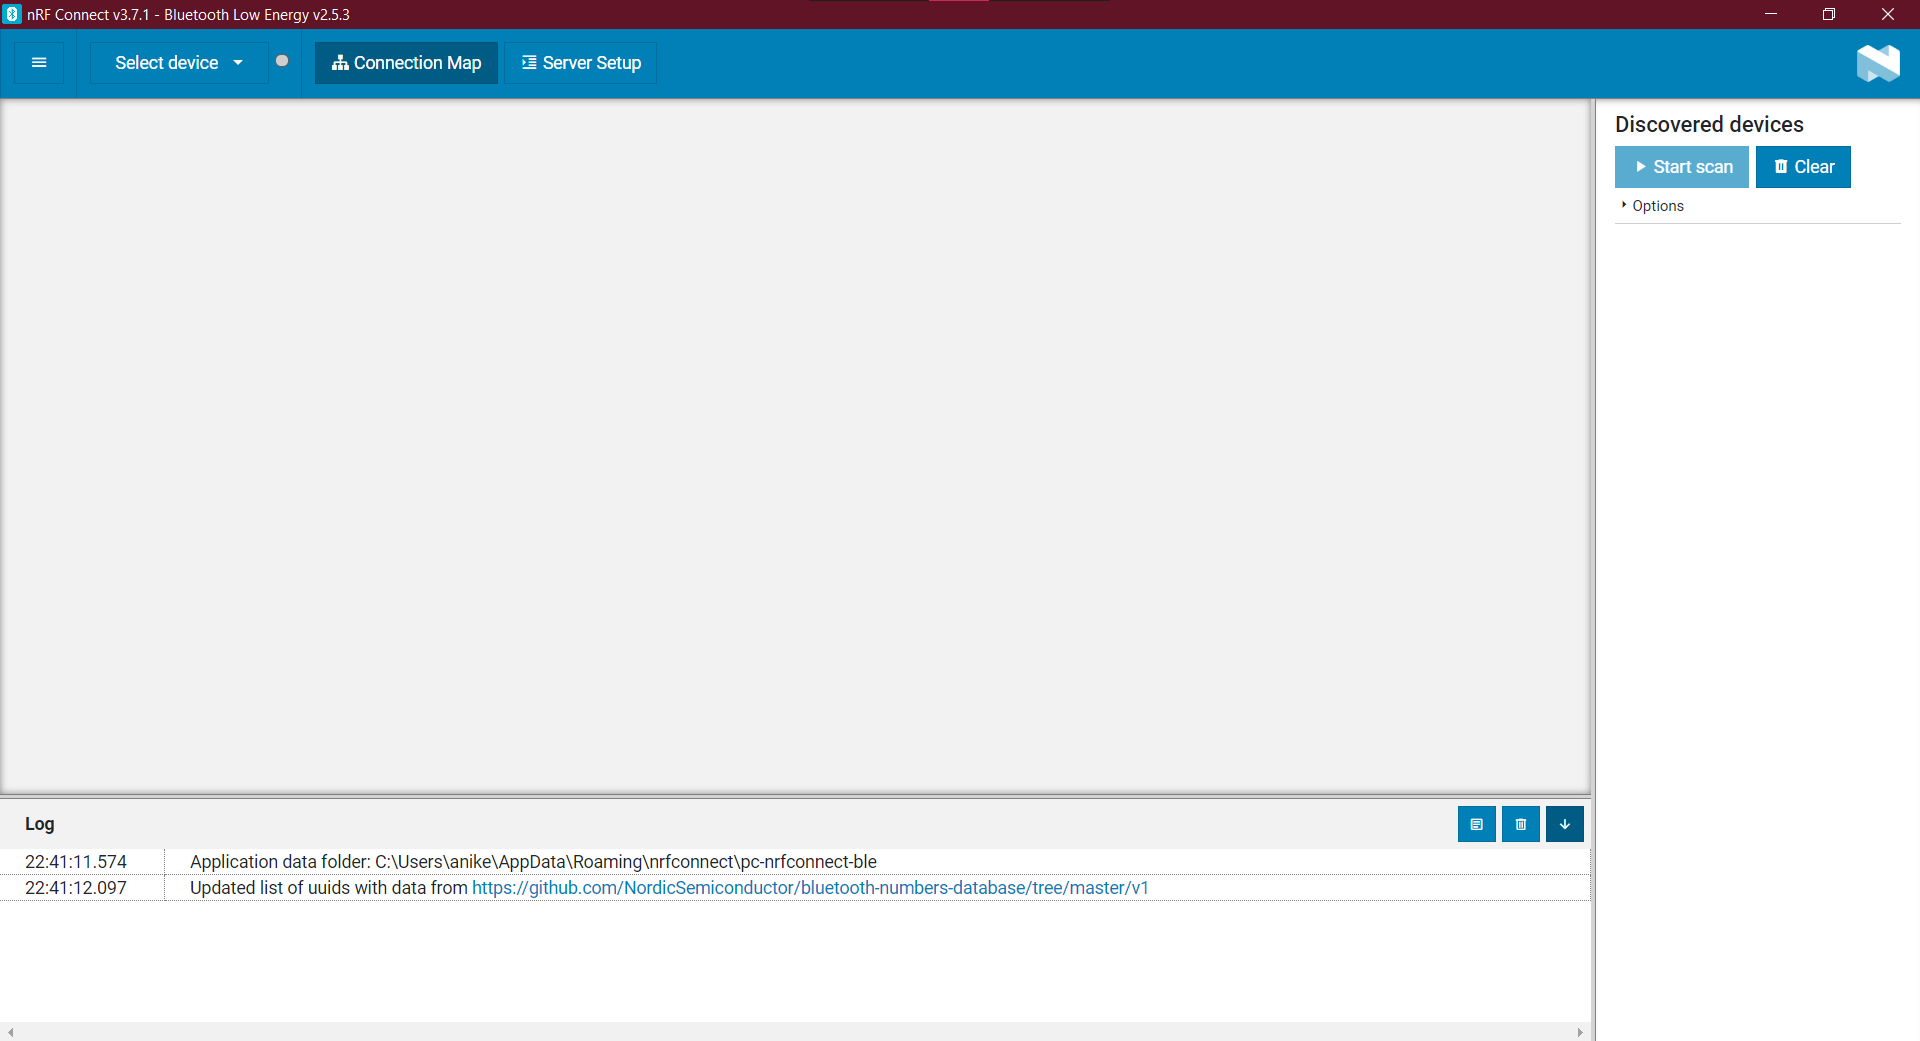 nRF Connect v3.7.1 - Bluetooth Low Energy v2.5.3
Select device
Connection Map
Server Setup
Discovered devices
Start scan
Clear
Options
Log
22:41:11.574 Application data folder: C:\Users\anike\AppData\Roaming\nrfconnect\pc-nrfconnect-ble
22:41:12.097 Updated list of uuids with data from https://github.com/NordicSemiconductor/bluetooth-numbers-database/tree/master/v1